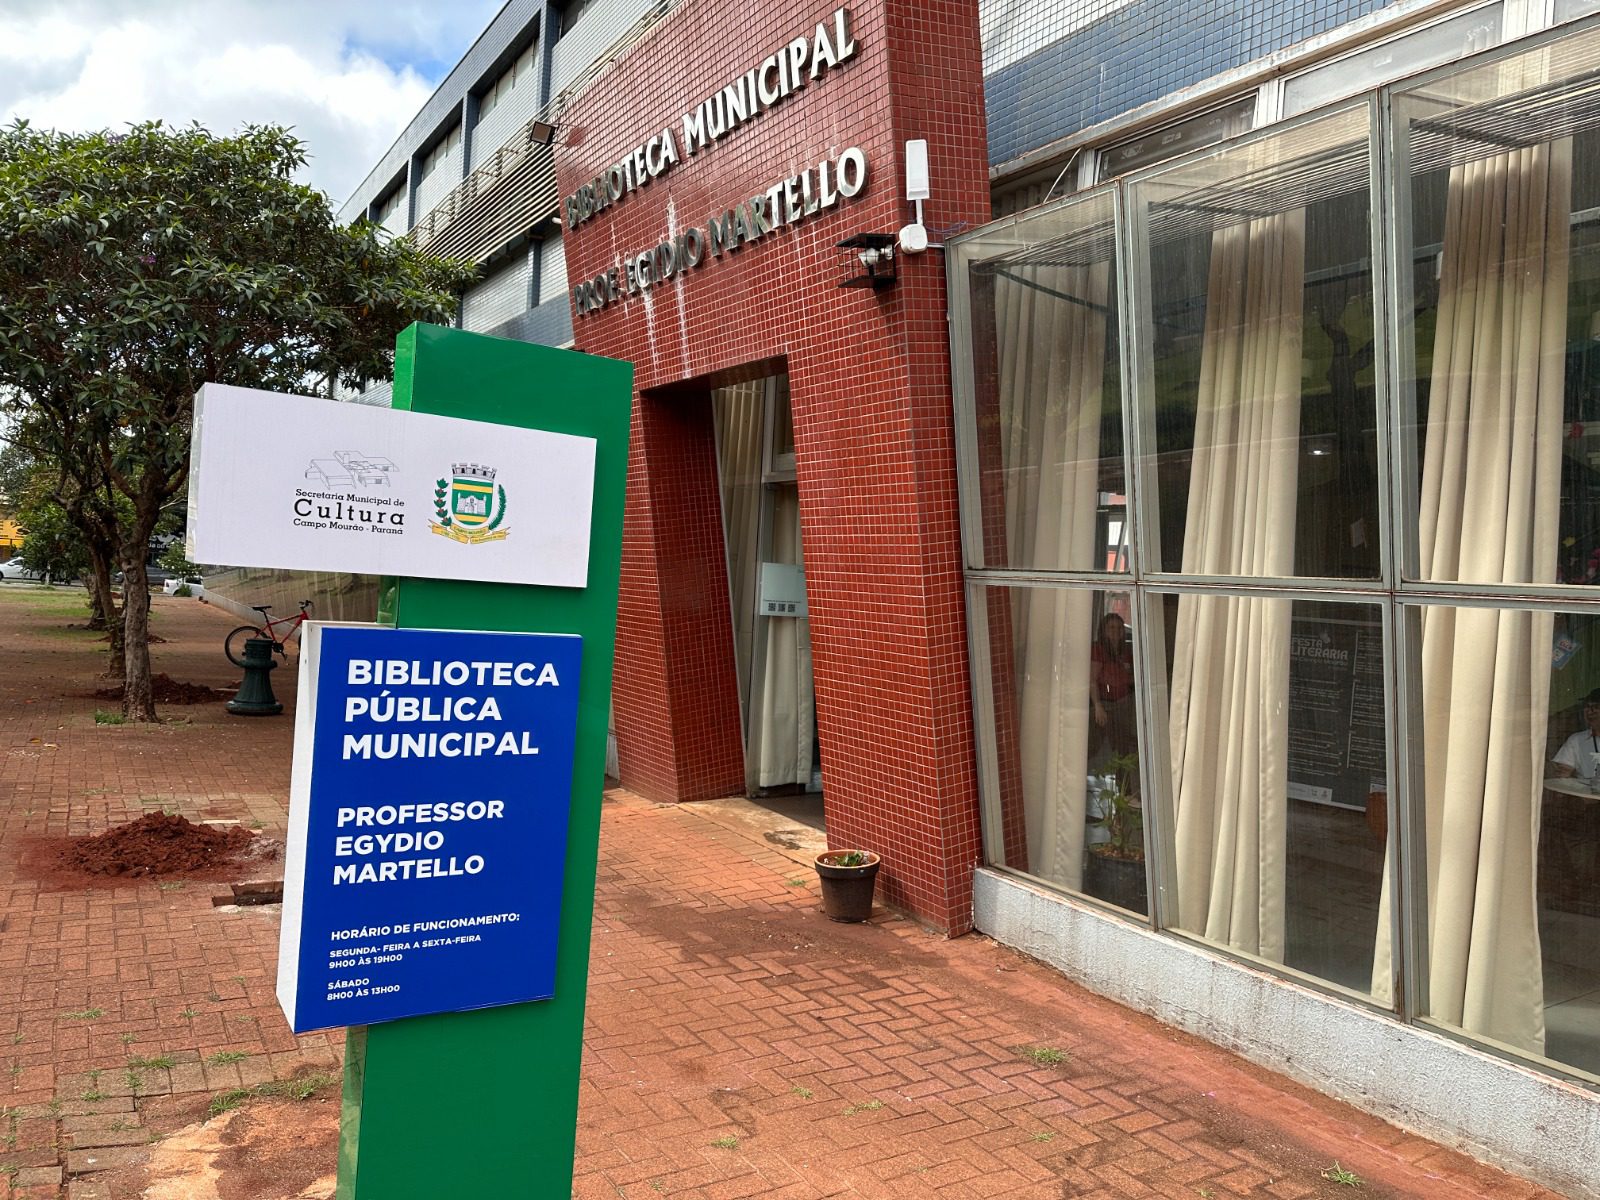 BIBLIOTECA MUNICIPAL
PROF. EGYDIO MARTELLO
Secretaria Municipal de
Cultura
Campo Mourão - Paraná
BIBLIOTECA
PÚBLICA
MUNICIPAL
PROFESSOR
EGYDIO
MARTELLO
HORÁRIO DE FUNCIONAMENTO:
SEGUNDA- FEIRA A SEXTA-FEIRA
9H00 ÀS 19H00
SÁBADO
8H00 ÀS 13H00
FESTA
LITERÁRIA